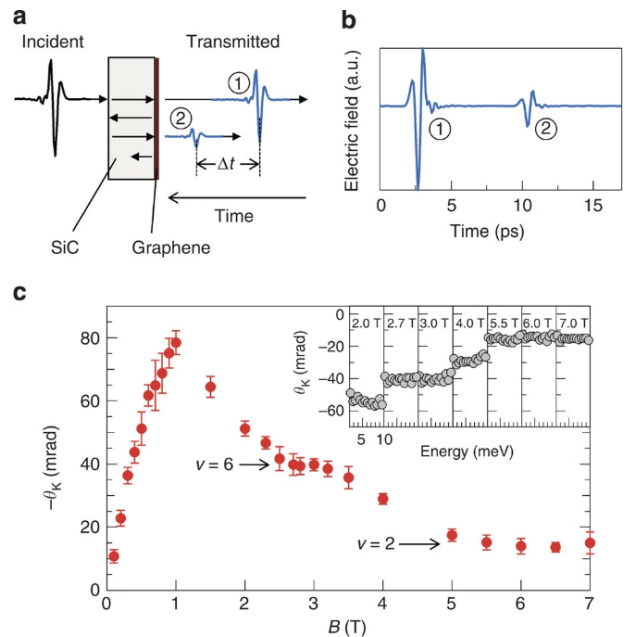 a
Incident
Transmitted
①
②
Δt
Time
SiC
Graphene
b
Electric field (a.u.)
①
②
0 5 10 15
Time (ps)
c
−θK (mrad)
80
60
40
20
0
ν = 6
ν = 2
0 1 2 3 4 5 6 7
B (T)
θK (mrad)
0
−20
−40
−60
2.0 T 2.7 T 3.0 T 4.0 T 5.5 T 6.0 T 7.0 T
5 10
Energy (meV)